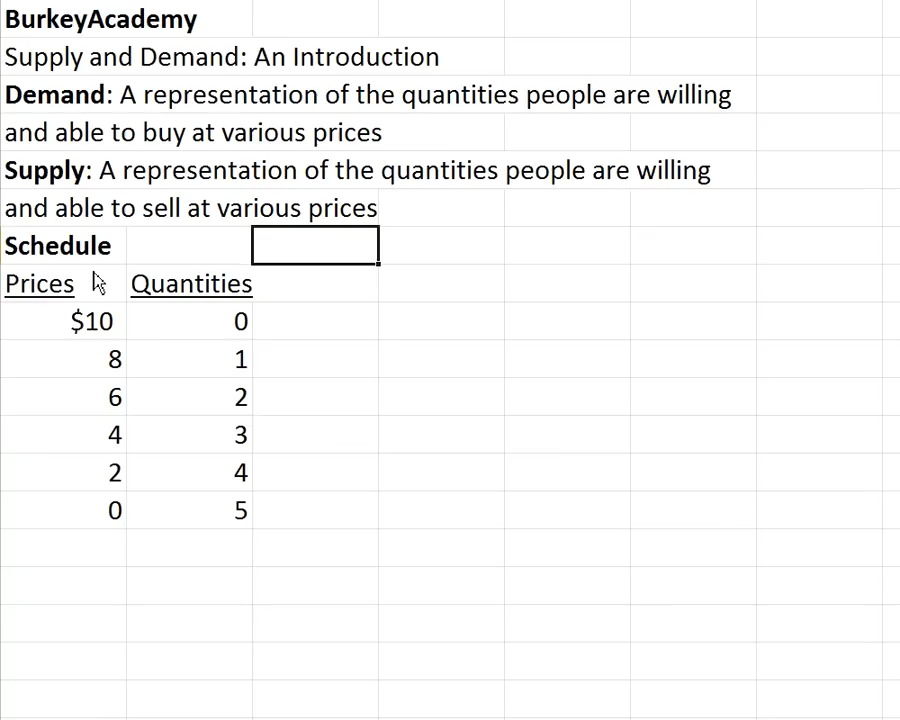 BurkeyAcademy
Supply and Demand: An Introduction
Demand: A representation of the quantities people are willing
and able to buy at various prices
Supply: A representation of the quantities people are willing
and able to sell at various prices
Schedule
Prices Quantities
$10 0
8 1
6 2
4 3
2 4
0 5